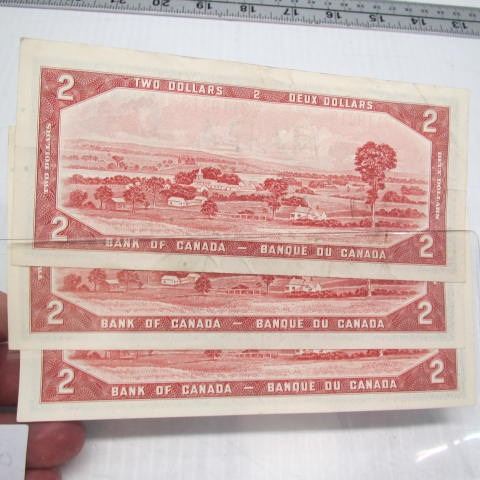 20 19 18 17 16 15 14 13
2 TWO DOLLARS 2 DEUX DOLLARS 2
TWO DOLLARS
DEUX DOLLARS
2 BANK OF CANADA — BANQUE DU CANADA 2
2 BANK OF CANADA — BANQUE DU CANADA 2
2 BANK OF CANADA — BANQUE DU CANADA 2